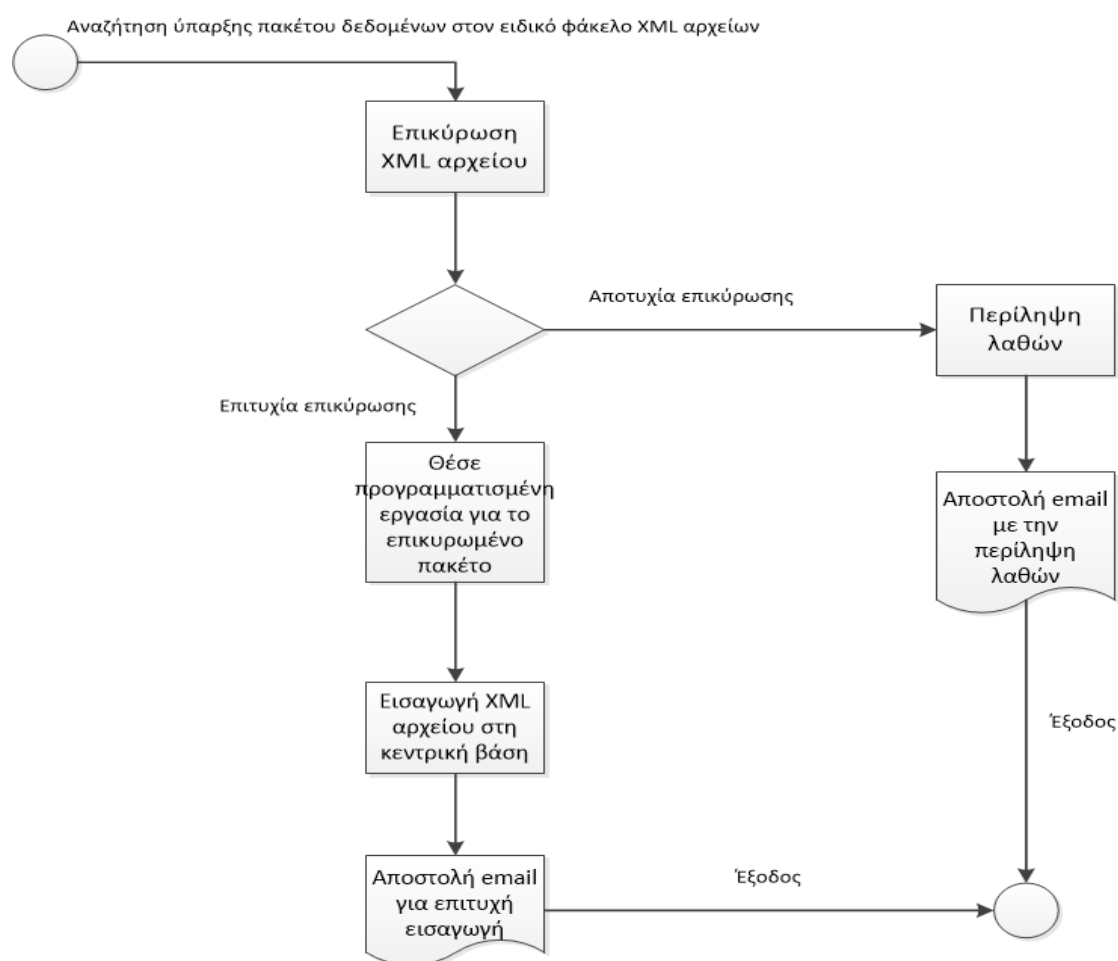 Αναζήτηση ύπαρξης πακέτου δεδομένων στον ειδικό φάκελο XML αρχείων
Επικύρωση
XML αρχείου
Αποτυχία επικύρωσης
Περίληψη
λαθών
Επιτυχία επικύρωσης
Θέσε
προγραμματισμένη
εργασία για το
επικυρωμένο
πακέτο
Αποστολή email
με την
περίληψη
λαθών
Εισαγωγή XML
αρχείου στη
κεντρική βάση
Έξοδος
Αποστολή email
για επιτυχή
εισαγωγή
Έξοδος